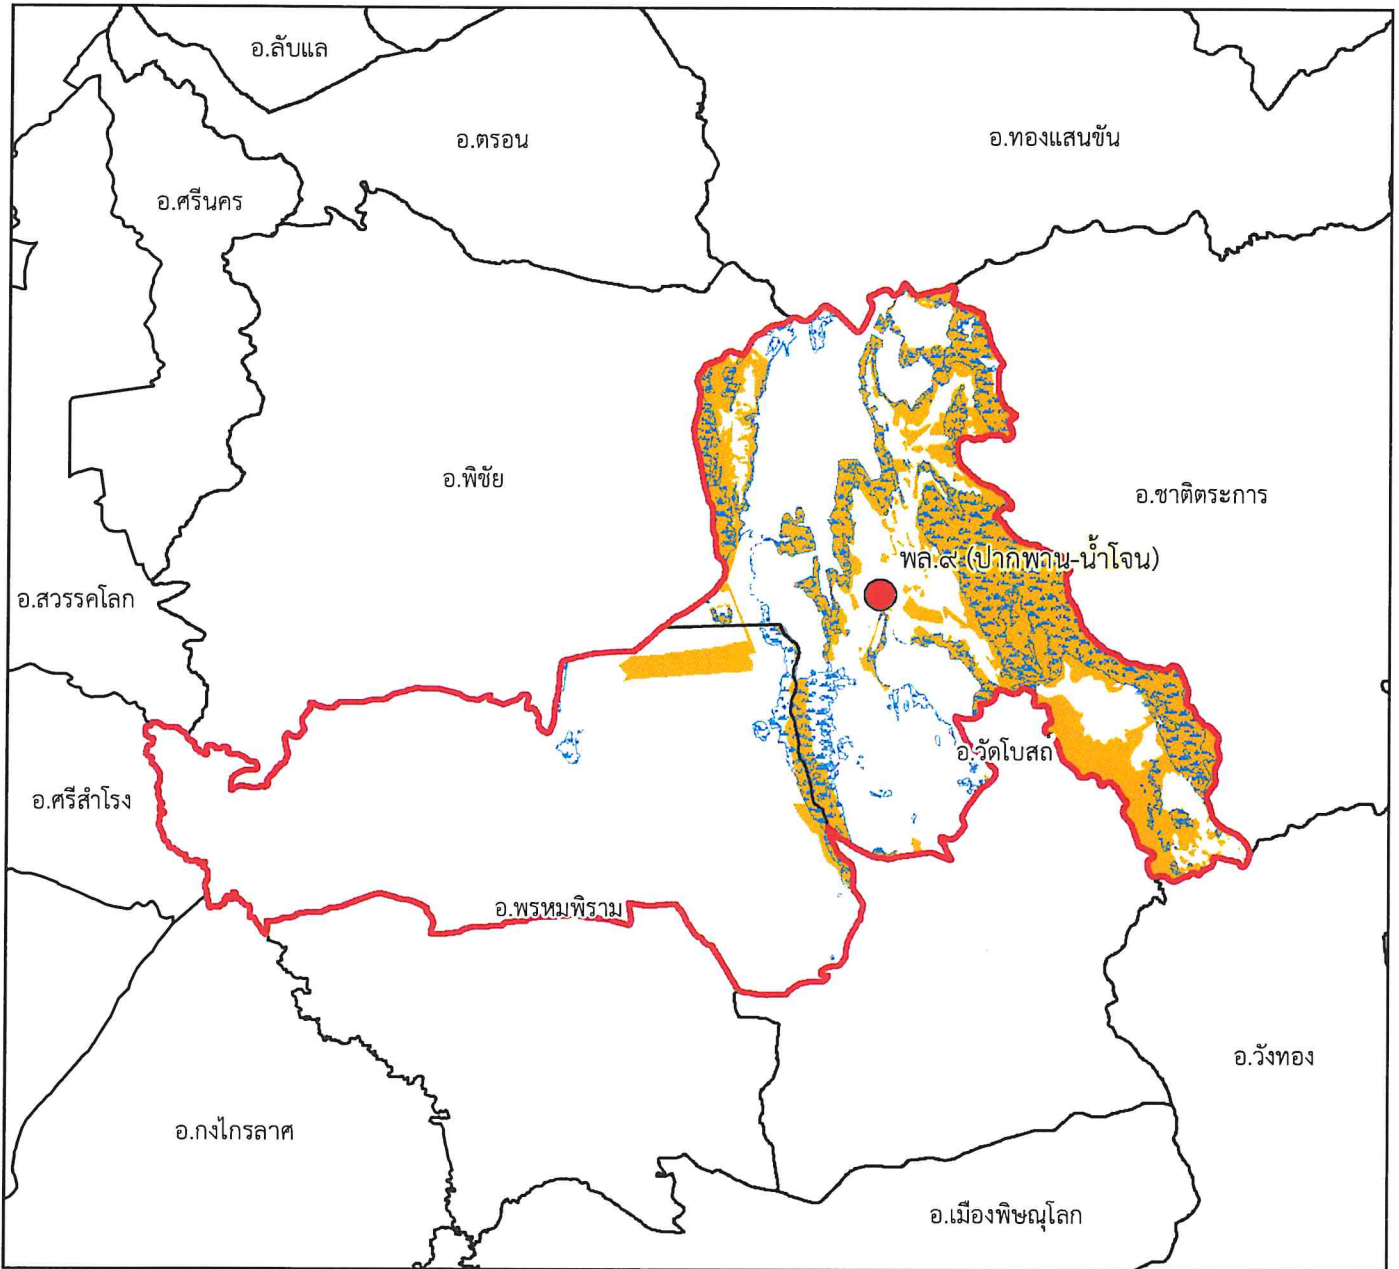 อ.ลับแล
อ.ตรอน
อ.ทองแสนขัน
อ.ศรีนคร
อ.พิชัย
อ.ชาติตระการ
พล.๙ (ปากพาน-น้ำโจน)
อ.สวรรคโลก
อ.วัดโบสถ์
อ.ศรีสำโรง
อ.พรหมพิราม
อ.วังทอง
อ.กงไกรลาศ
อ.เมืองพิษณุโลก